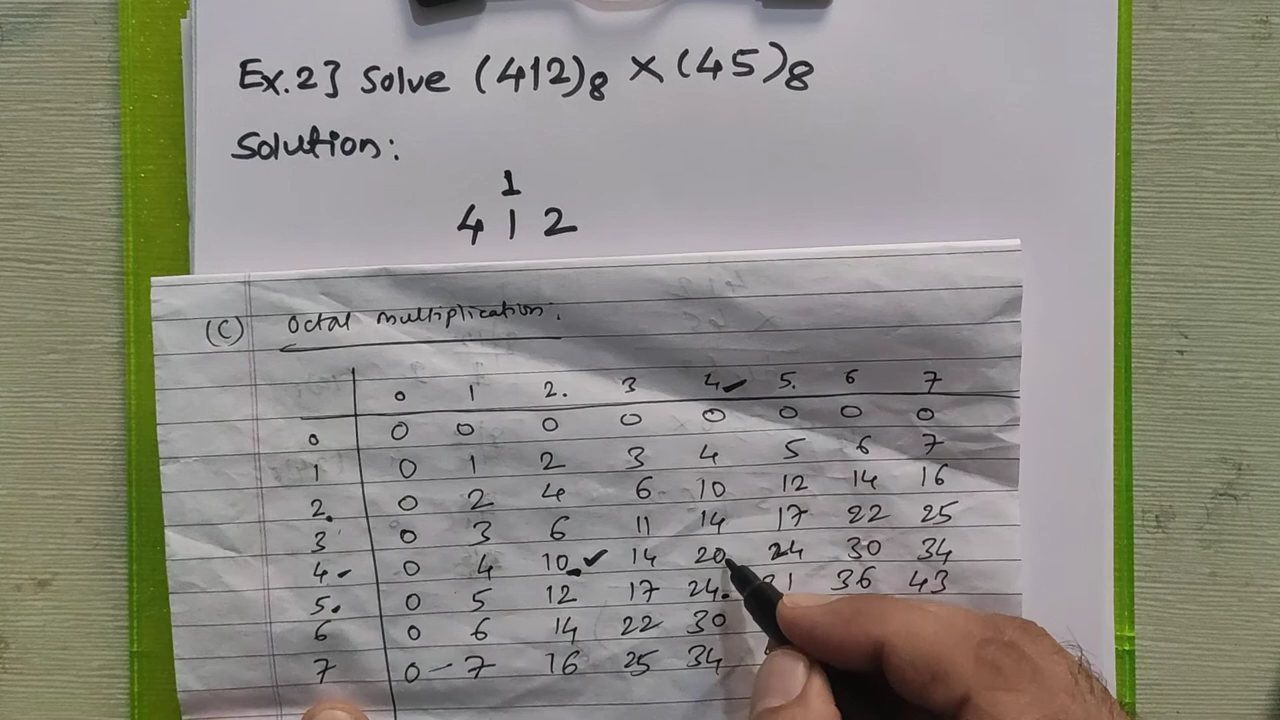 Ex.2] Solve (412)8 × (45)8
Solution:
1
4 1 2
(C) Octal multiplication.
0 1 2. 3 4 5. 6 7
0 0 0 0 0 0 0 0 0
1 0 1 2 3 4 5 6 7
2. 0 2 4 6 10 12 14 16
3 0 3 6 11 14 17 22 25
4 0 4 10 14 20 24 30 34
5. 0 5 12 17 24. 36 43
6 0 6 14 22 30
7 0 7 16 25 34